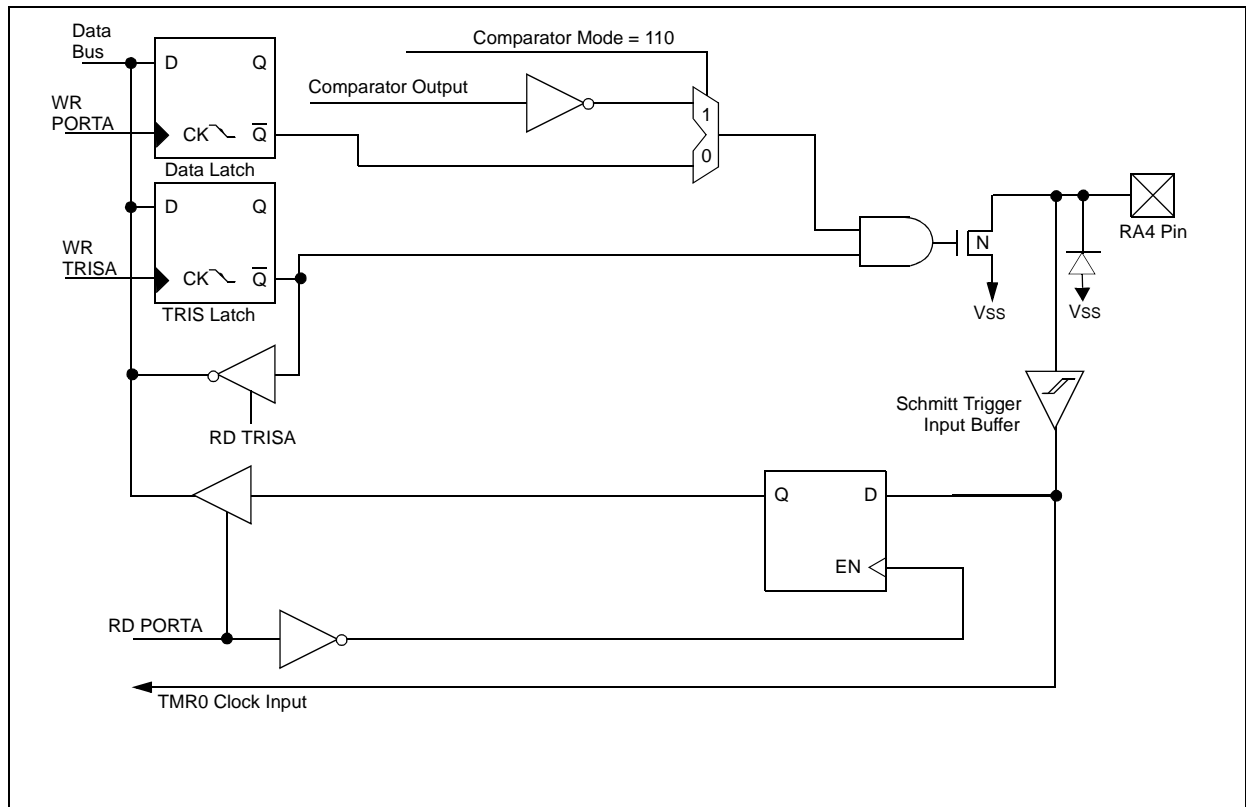 Data
Bus
D
Q
WR
PORTA
CK
Q̅
Data Latch
D
Q
WR
TRISA
CK
Q̅
TRIS Latch
Comparator Mode = 110
Comparator Output
1
0
N
VSS
VSS
RA4 Pin
RD TRISA
Schmitt Trigger
Input Buffer
Q
D
EN
RD PORTA
TMR0 Clock Input